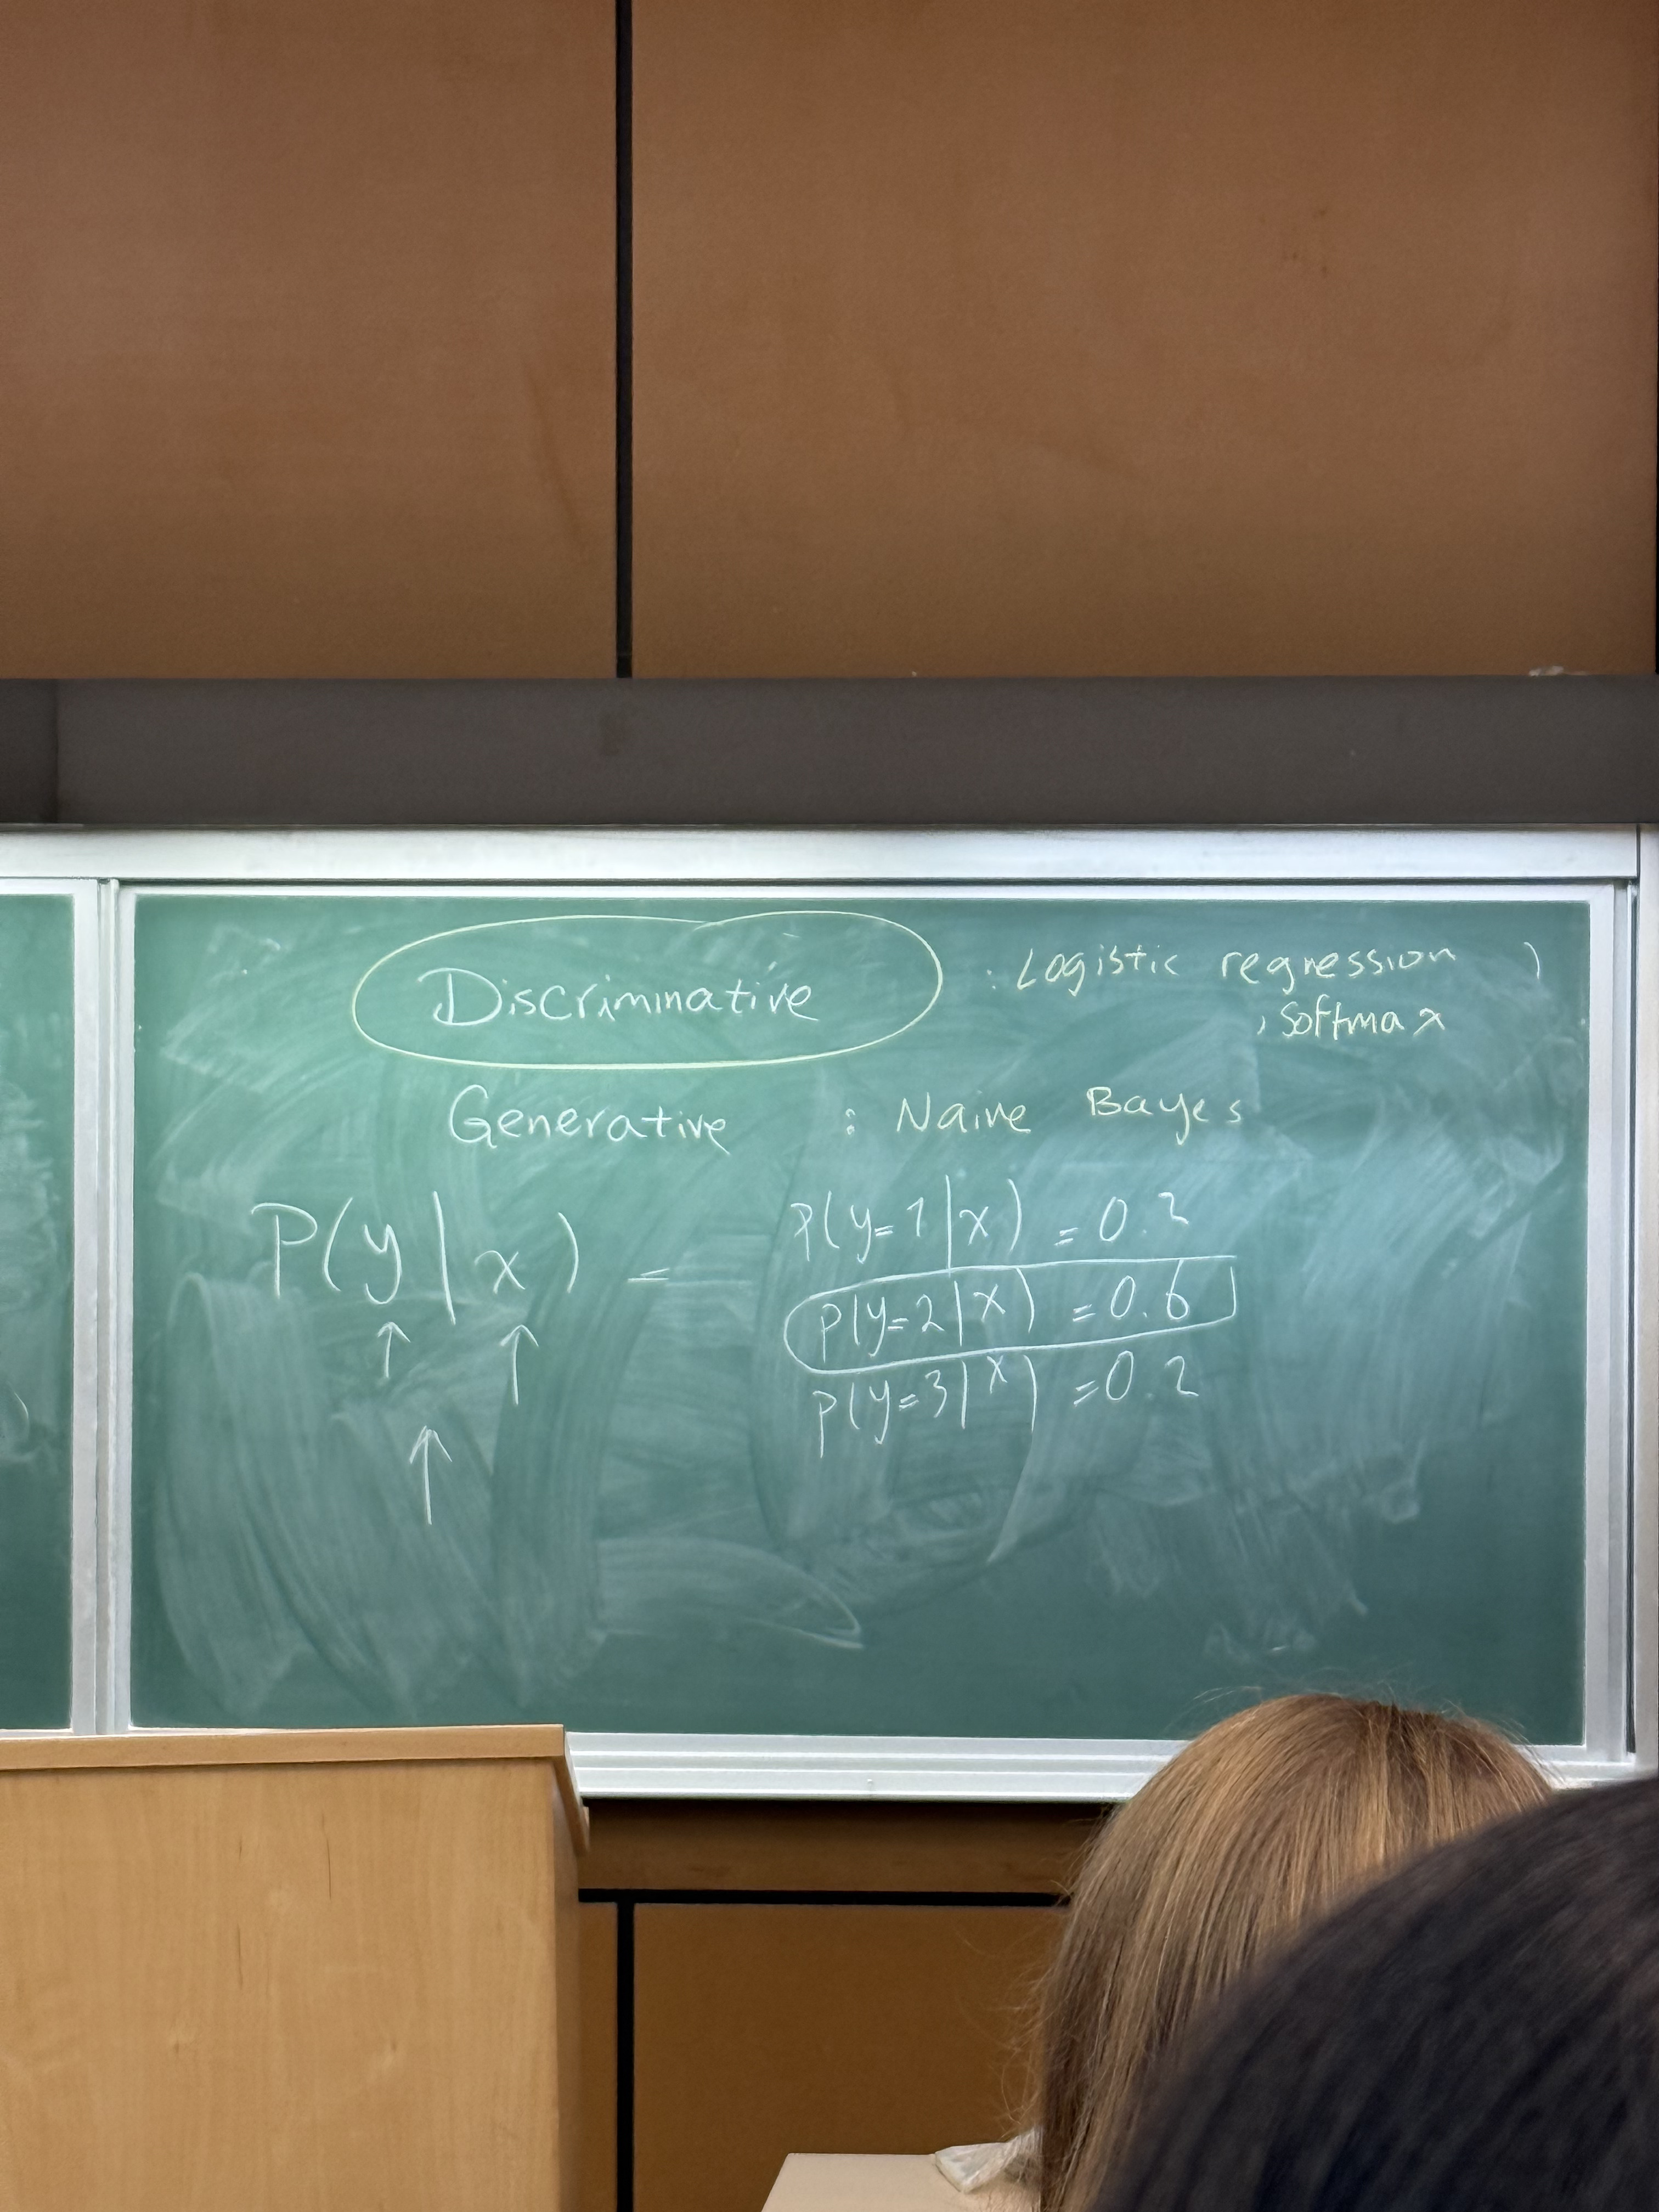 Discriminative : Logistic regression )
, Softmax
Generative : Naive Bayes
P(y|x) =
P(y=1|x) = 0.2
P(y=2|x) = 0.6
P(y=3|x) = 0.2